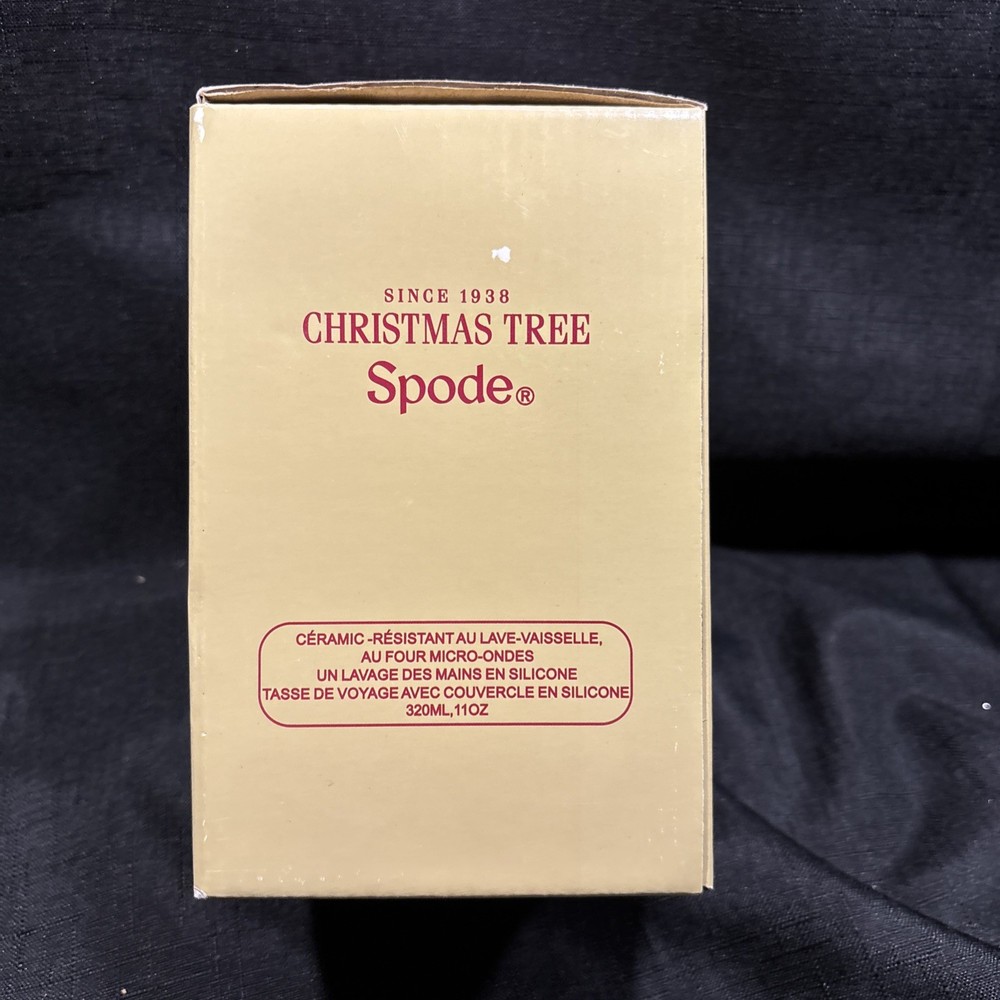 SINCE 1938
CHRISTMAS TREE
Spode®
CÉRAMIC -RÉSISTANT AU LAVE-VAISSELLE,
AU FOUR MICRO-ONDES
UN LAVAGE DES MAINS EN SILICONE
TASSE DE VOYAGE AVEC COUVERCLE EN SILICONE
320ML,11OZ